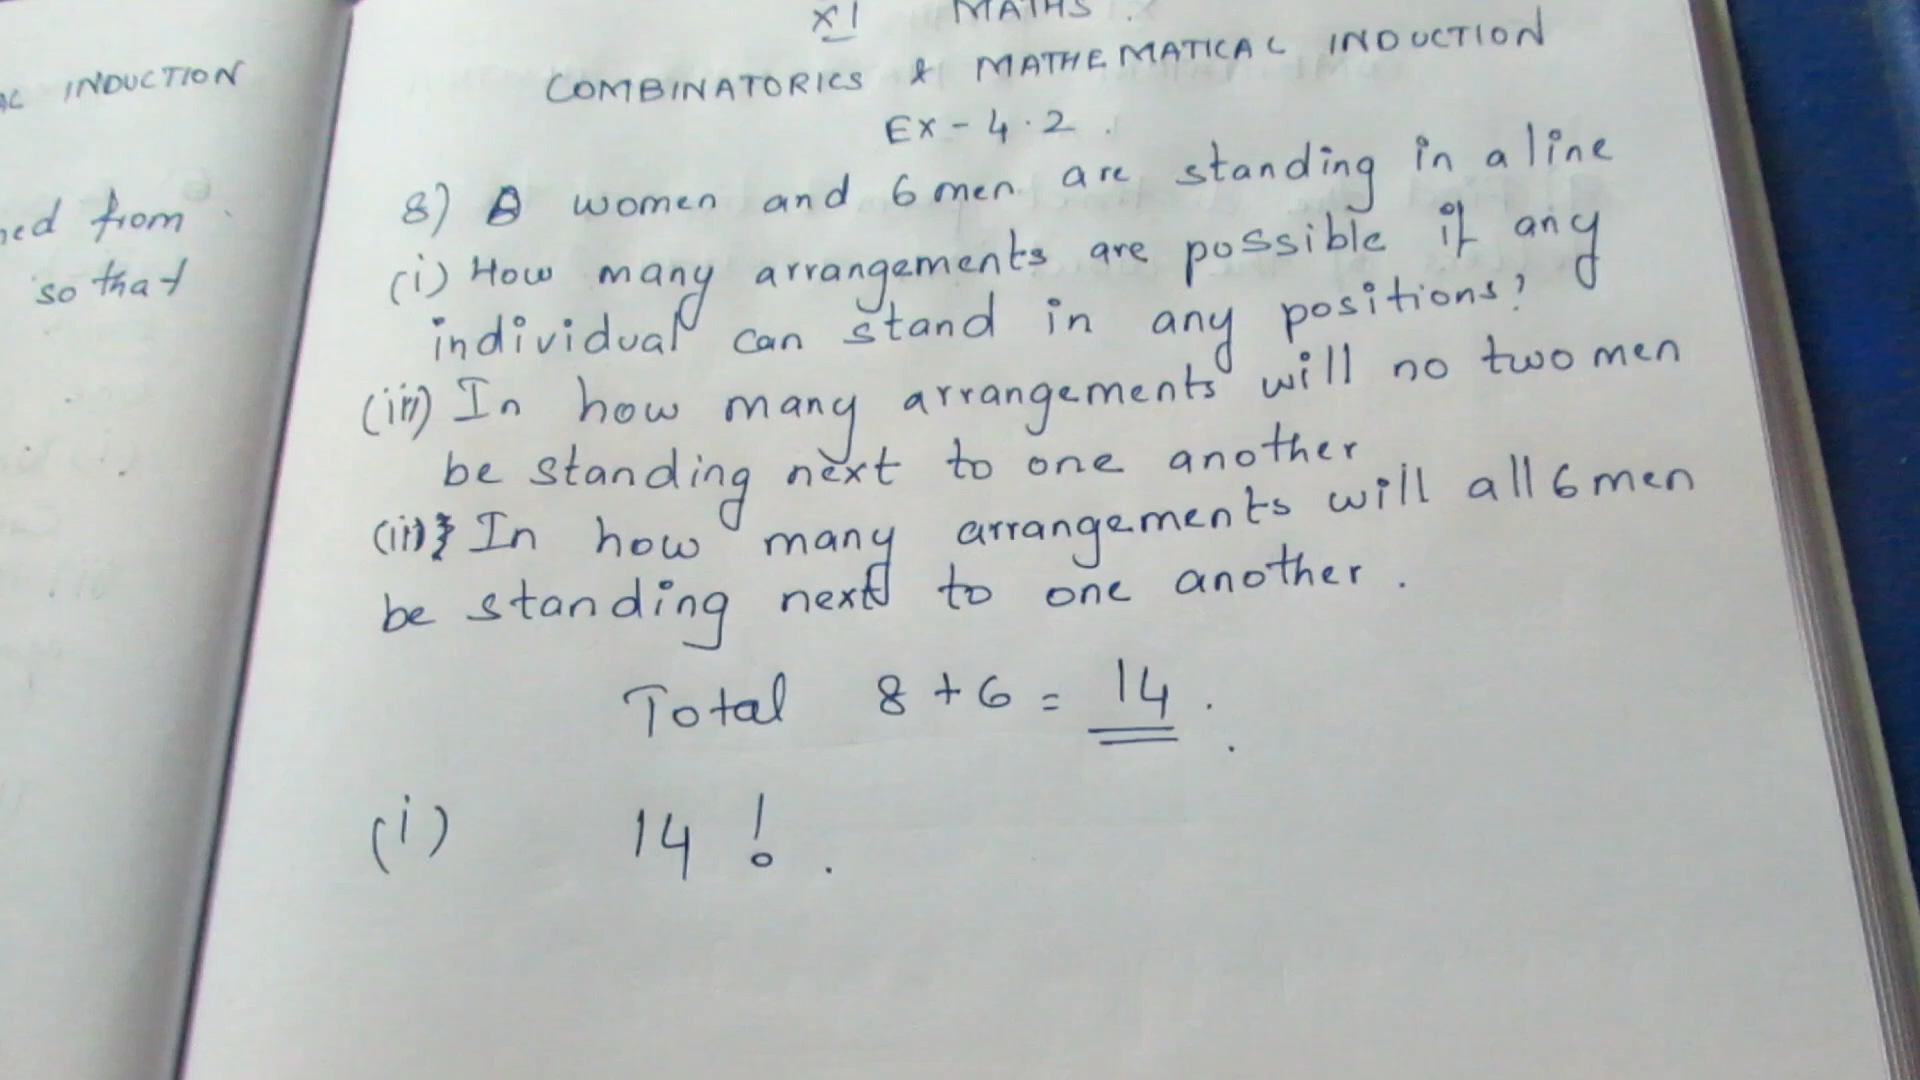 AL INDUCTION
from
so that
XI MATHS
COMBINATORICS & MATHEMATICAL INDUCTION
EX - 4.2.
8) 8 women and 6 men are standing in a line
(i) How many arrangements are possible if any
individual can stand in any positions?
(iii) In how many arrangements will no two men
be standing next to one another
(ii) In how many arrangements will all 6 men
be standing next to one another.
Total 8 + 6 = 14.
(i) 14!.